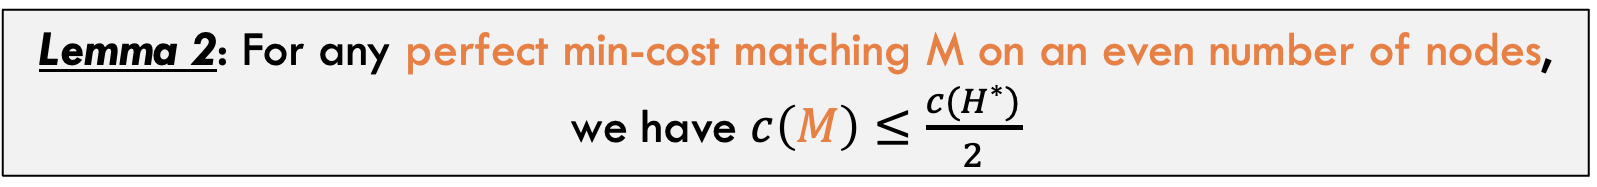 Lemma 2: For any perfect min-cost matching M on an even number of nodes,
we have c(M) ≤ c(H*)/2